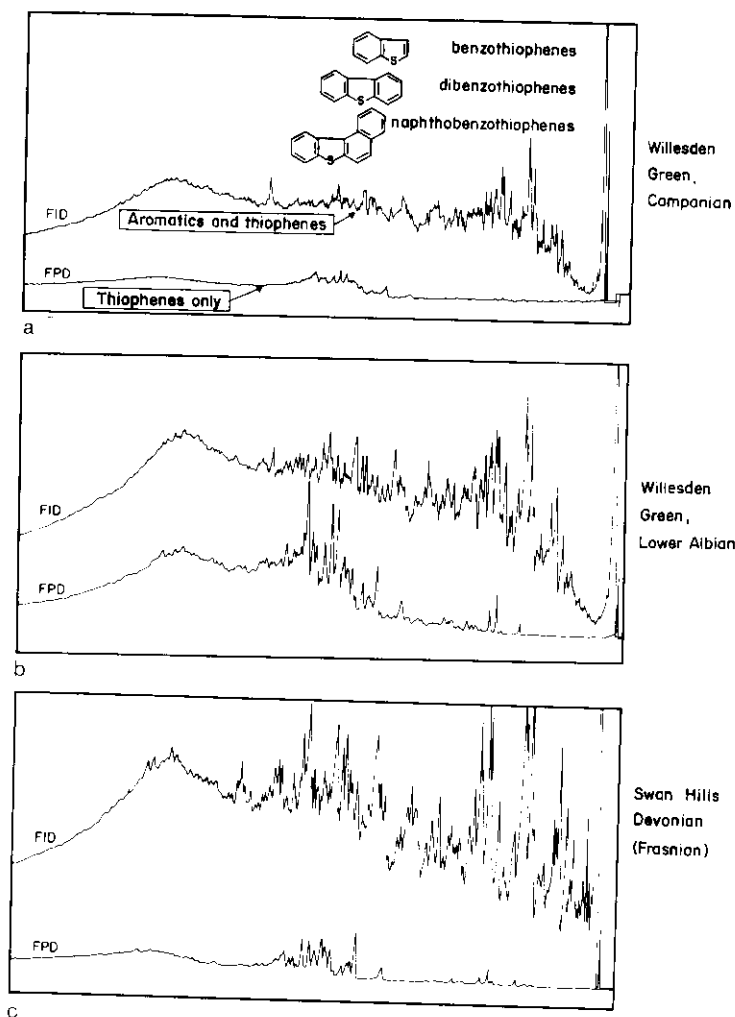 benzothiophenes
dibenzothiophenes
naphthobenzothiophenes
S
S
S
Willesden
Green,
Campanian
FID
Aromatics and thiophenes
FPD
Thiophenes only
a
Willesden
Green,
Lower Albian
FID
FPD
b
Swan Hills
Devonian
(Frasnian)
FID
FPD
c